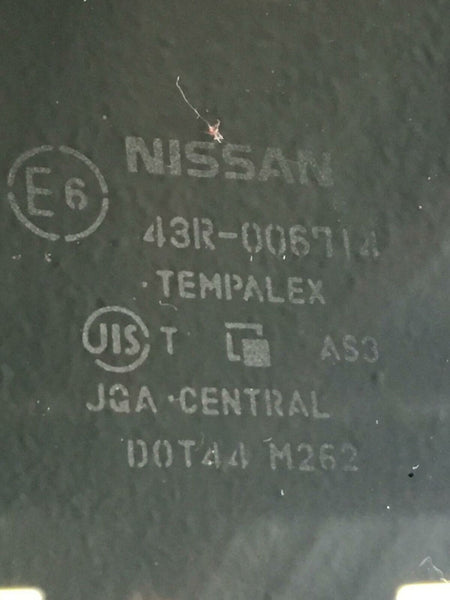 NISSAN
E6
43R-006714
TEMPALEX
JIS T AS3
JGA CENTRAL
DOT44 M262